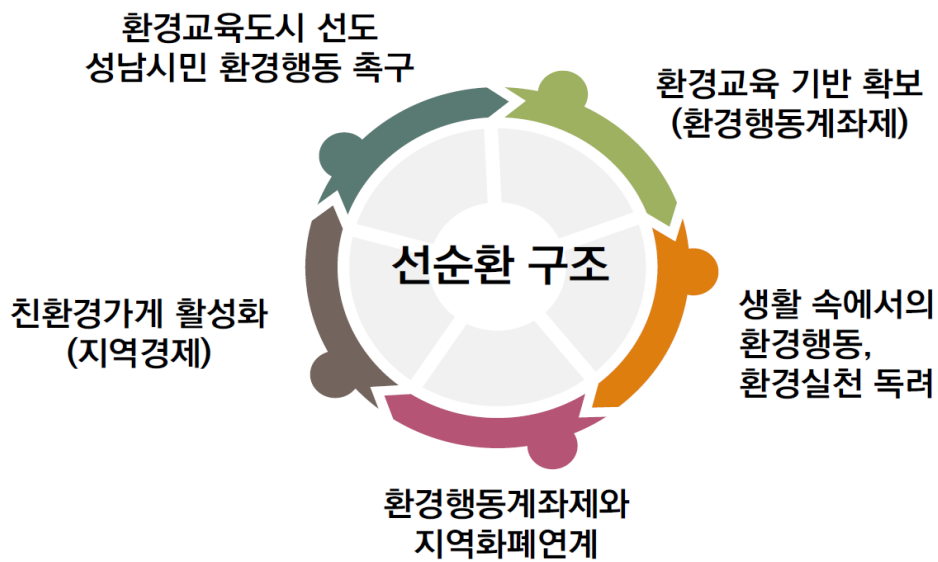 환경교육도시 선도
성남시민 환경행동 촉구
환경교육 기반 확보
(환경행동계좌제)
선순환 구조
생활 속에서의
환경행동,
환경실천 독려
친환경가게 활성화
(지역경제)
환경행동계좌제와
지역화폐연계